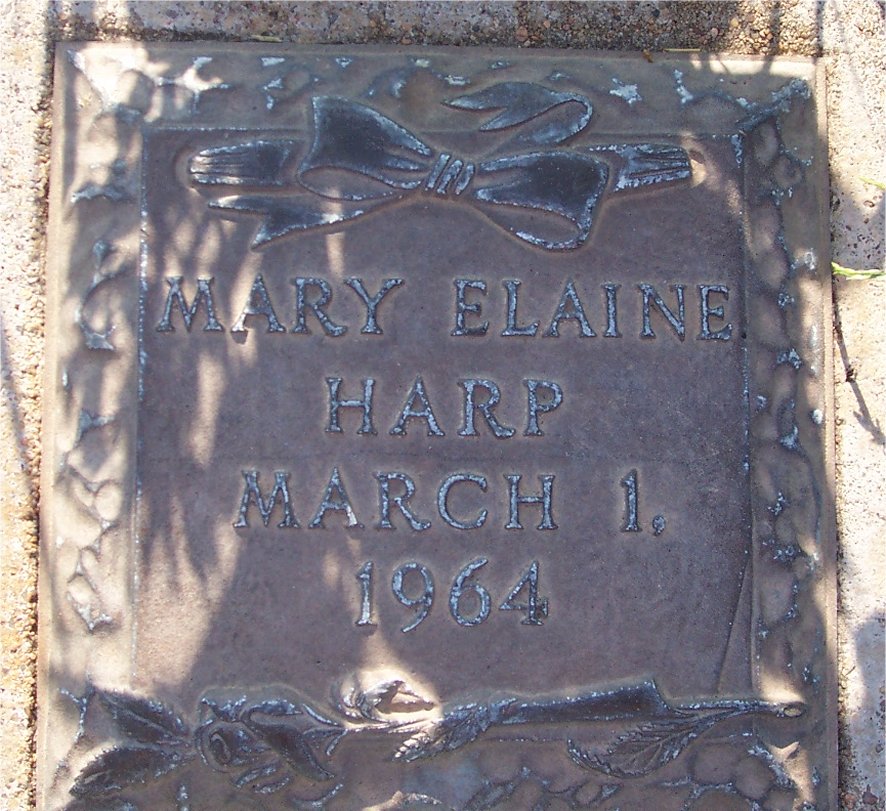 MARY ELAINE
HARP
MARCH 1,
1964